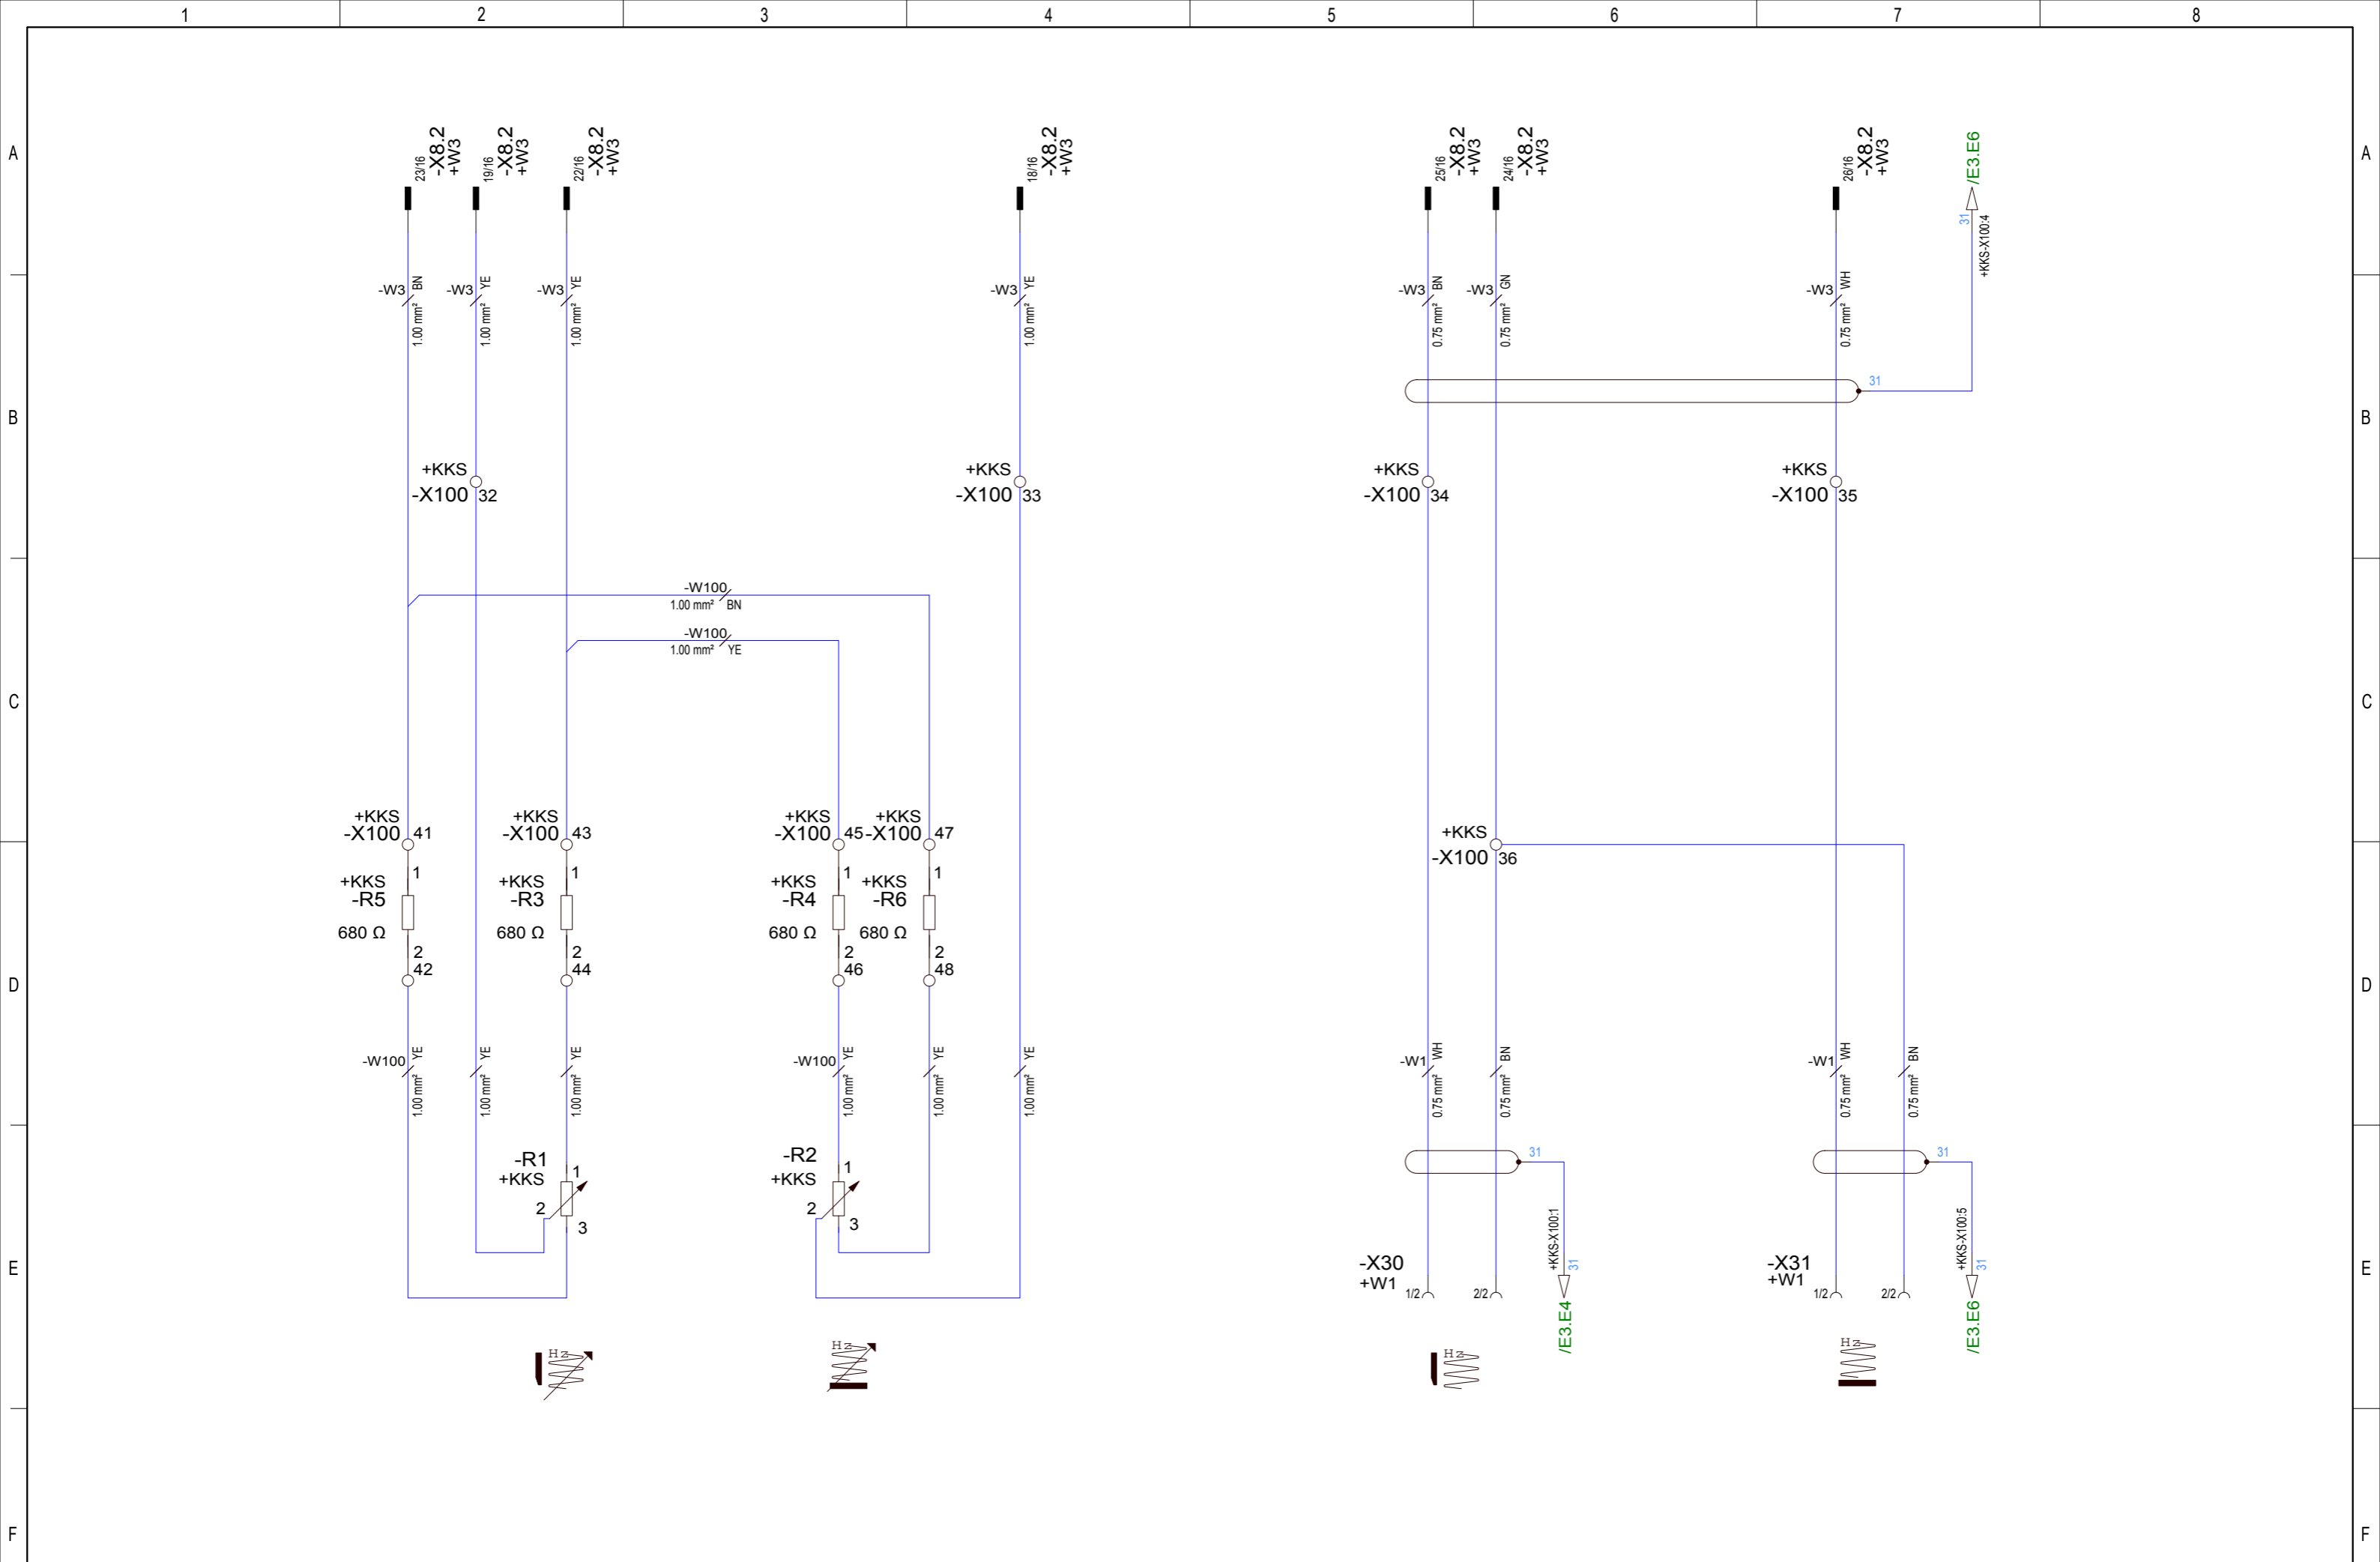 1 2 3 4 5 6 7 8
A A
23/16 -X8.2 +W3
19/16 -X8.2 +W3
22/16 -X8.2 +W3
18/16 -X8.2 +W3
25/16 -X8.2 +W3
24/16 -X8.2 +W3
26/16 -X8.2 +W3
/E3.E6
31
+KKS-X100:4
-W3 BN 1.00 mm²
-W3 YE 1.00 mm²
-W3 YE 1.00 mm²
-W3 YE 1.00 mm²
-W3 BN 0.75 mm²
-W3 GN 0.75 mm²
-W3 WH 0.75 mm²
31
B B
+KKS
-X100 32
+KKS
-X100 33
+KKS
-X100 34
+KKS
-X100 35
-W100
1.00 mm² BN
-W100
1.00 mm² YE
C C
+KKS
-X100 41
+KKS
-X100 43
+KKS
-X100 45
+KKS
-X100 47
+KKS
-X100 36
1
+KKS
-R5
680 Ω
2
42
1
+KKS
-R3
680 Ω
2
44
1
+KKS
-R4
680 Ω
2
46
1
+KKS
-R6
680 Ω
2
48
D D
-W100 YE 1.00 mm²
YE 1.00 mm²
YE 1.00 mm²
-W100 YE 1.00 mm²
YE 1.00 mm²
YE 1.00 mm²
-W1 WH 0.75 mm²
BN 0.75 mm²
-W1 WH 0.75 mm²
BN 0.75 mm²
-R1 1
+KKS
2
3
-R2 1
+KKS
2
3
31
31
+KKS-X100:1
31
+KKS-X100:5
31
E E
-X30
+W1
1/2 2/2
/E3.E4
-X31
+W1
1/2 2/2
/E3.E6
Hz
Hz
Hz
Hz
F F